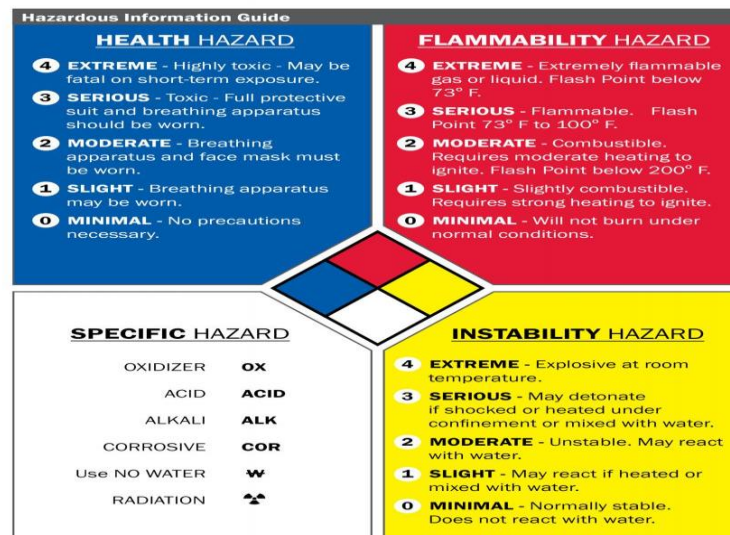 Hazardous Information Guide
HEALTH HAZARD
4 EXTREME - Highly toxic - May be
fatal on short-term exposure.
3 SERIOUS - Toxic - Full protective
suit and breathing apparatus
should be worn.
2 MODERATE - Breathing
apparatus and face mask must
be worn.
1 SLIGHT - Breathing apparatus
may be worn.
0 MINIMAL - No precautions
necessary.
FLAMMABILITY HAZARD
4 EXTREME - Extremely flammable
gas or liquid. Flash Point below
73° F.
3 SERIOUS - Flammable. Flash
Point 73° F to 100° F.
2 MODERATE - Combustible.
Requires moderate heating to
ignite. Flash Point below 200° F.
1 SLIGHT - Slightly combustible.
Requires strong heating to ignite.
0 MINIMAL - Will not burn under
normal conditions.
SPECIFIC HAZARD
OXIDIZER OX
ACID ACID
ALKALI ALK
CORROSIVE COR
Use NO WATER W
RADIATION
INSTABILITY HAZARD
4 EXTREME - Explosive at room
temperature.
3 SERIOUS - May detonate
if shocked or heated under
confinement or mixed with water.
2 MODERATE - Unstable. May react
with water.
1 SLIGHT - May react if heated or
mixed with water.
0 MINIMAL - Normally stable.
Does not react with water.